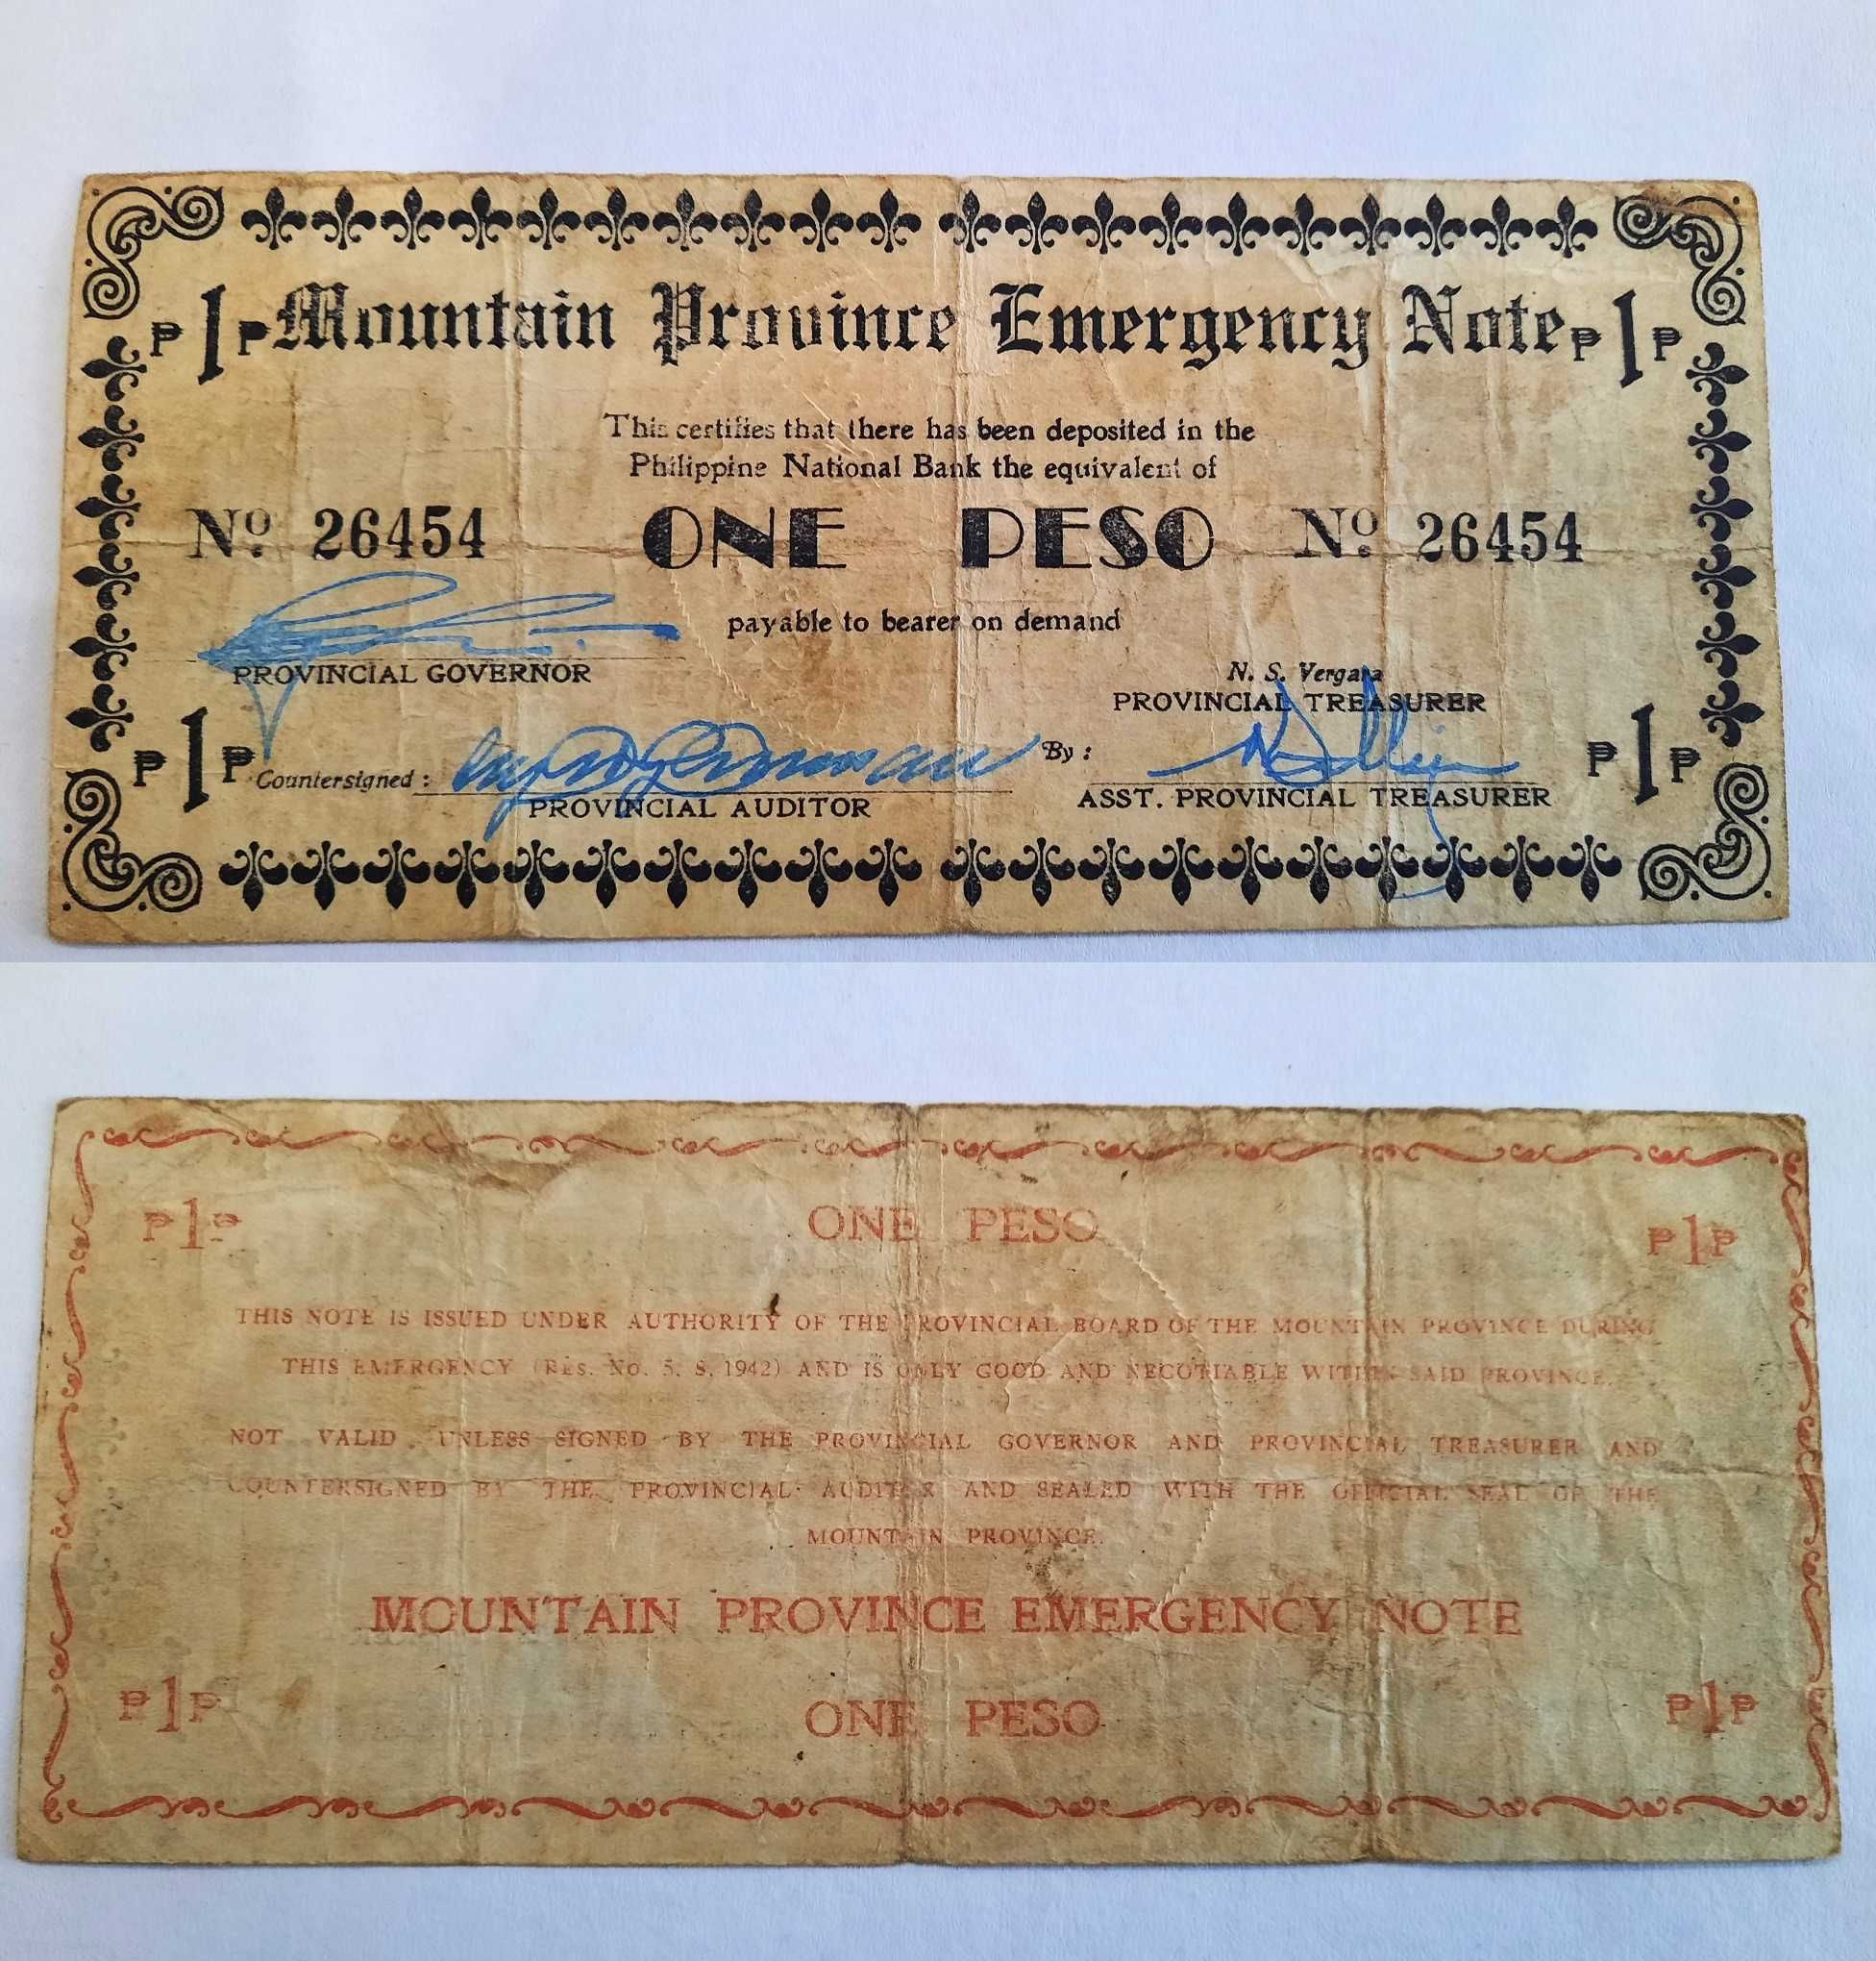 ₱1₱ Mountain Province Emergency Note ₱1₱
This certifies that there has been deposited in the
Philippine National Bank the equivalent of
Nº 26454 ONE PESO Nº 26454
payable to bearer on demand
PROVINCIAL GOVERNOR
N. S. Vergara
PROVINCIAL TREASURER
₱1₱ Countersigned : By : ₱1₱
PROVINCIAL AUDITOR ASST. PROVINCIAL TREASURER
₱1₱ ONE PESO ₱1₱
THIS NOTE IS ISSUED UNDER AUTHORITY OF THE PROVINCIAL BOARD OF THE MOUNTAIN PROVINCE DURING
THIS EMERGENCY (RES. NO. 5. S. 1942) AND IS ONLY GOOD AND NEGOTIABLE WITHIN SAID PROVINCE.
NOT VALID UNLESS SIGNED BY THE PROVINCIAL GOVERNOR AND PROVINCIAL TREASURER AND
COUNTERSIGNED BY THE PROVINCIAL AUDITOR AND SEALED WITH THE OFFICIAL SEAL OF THE
MOUNTAIN PROVINCE.
MOUNTAIN PROVINCE EMERGENCY NOTE
₱1₱ ONE PESO ₱1₱